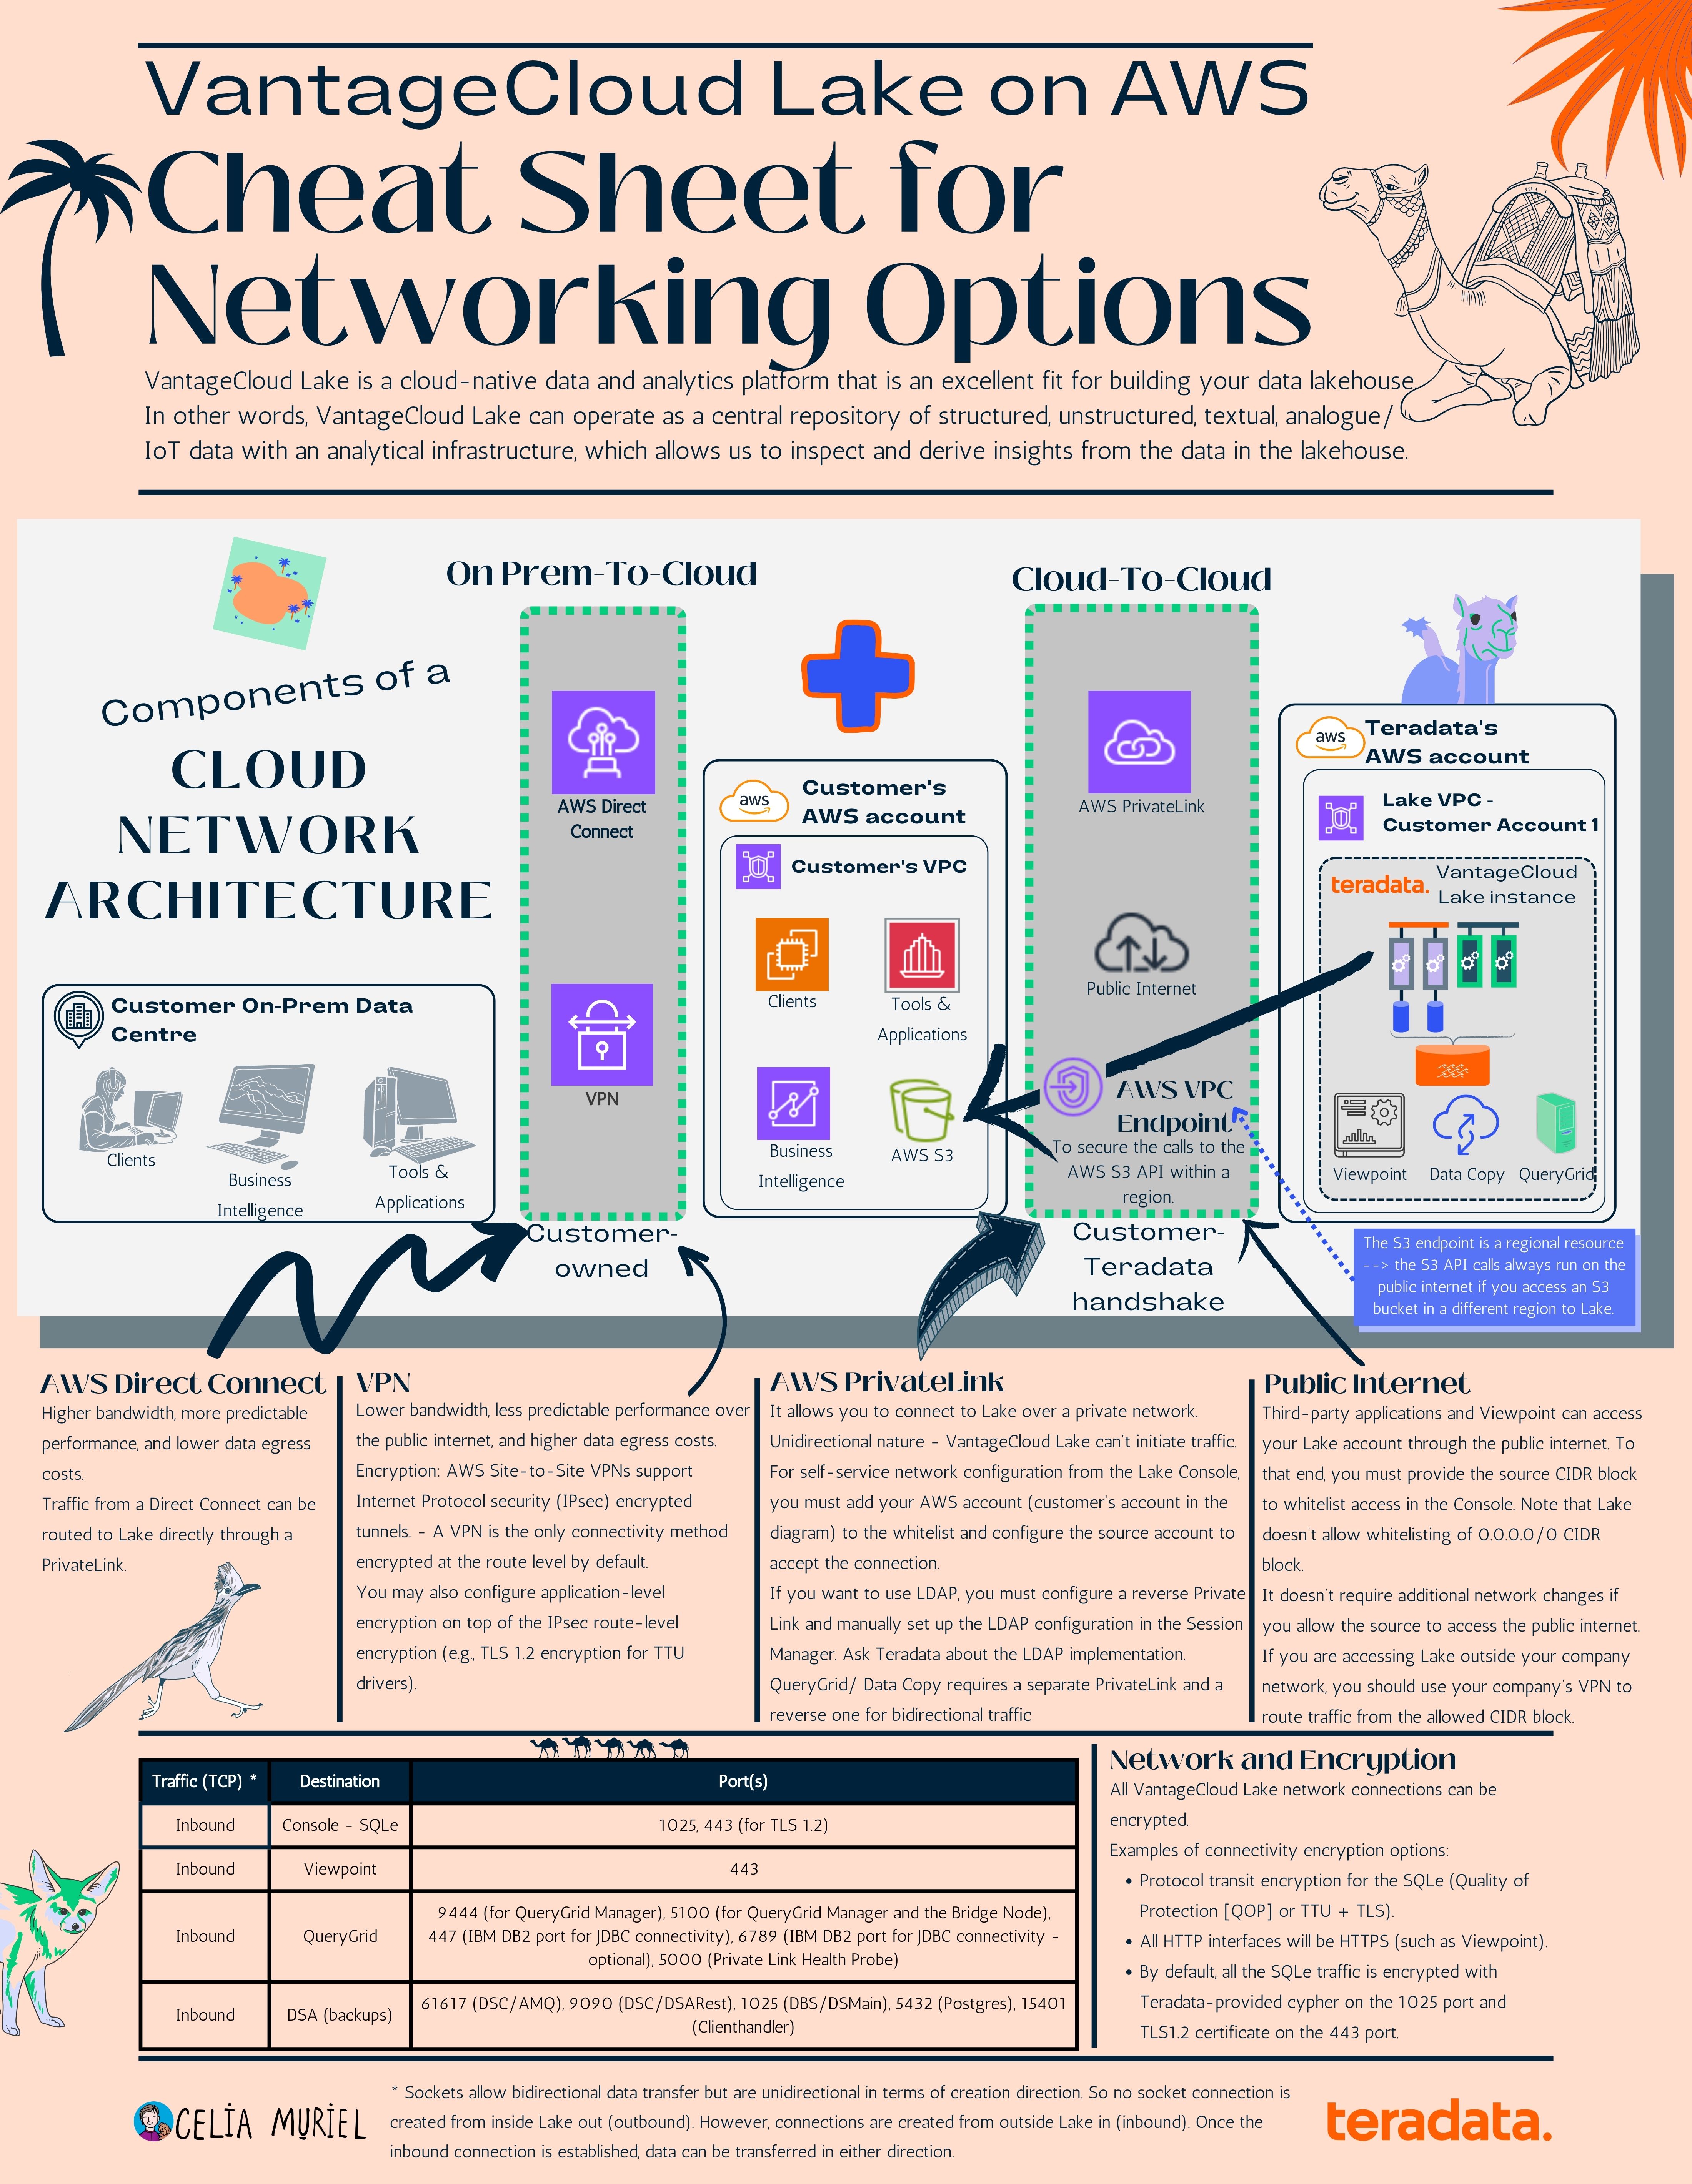 VantageCloud Lake on AWS
Cheat Sheet for
Networking Options
VantageCloud Lake is a cloud-native data and analytics platform that is an excellent fit for building your data lakehouse.
In other words, VantageCloud Lake can operate as a central repository of structured, unstructured, textual, analogue/
IoT data with an analytical infrastructure, which allows us to inspect and derive insights from the data in the lakehouse.
Components of a
CLOUD
NETWORK
ARCHITECTURE
Customer On-Prem Data
Centre
Clients
Business
Intelligence
Tools &
Applications
On Prem-To-Cloud
AWS Direct
Connect
VPN
Customer-
owned
aws
Customer's
AWS account
Customer's VPC
Clients
Tools &
Applications
Business
Intelligence
AWS S3
Cloud-To-Cloud
AWS PrivateLink
Public Internet
AWS VPC
Endpoint
To secure the calls to the
AWS S3 API within a
region.
Customer-
Teradata
handshake
aws
Teradata's
AWS account
Lake VPC -
Customer Account 1
teradata.
VantageCloud
Lake instance
Viewpoint
Data Copy
QueryGrid
The S3 endpoint is a regional resource
--> the S3 API calls always run on the
public internet if you access an S3
bucket in a different region to Lake.
AWS Direct Connect
Higher bandwidth, more predictable
performance, and lower data egress
costs.
Traffic from a Direct Connect can be
routed to Lake directly through a
PrivateLink.
VPN
Lower bandwidth, less predictable performance over
the public internet, and higher data egress costs.
Encryption: AWS Site-to-Site VPNs support
Internet Protocol security (IPsec) encrypted
tunnels. - A VPN is the only connectivity method
encrypted at the route level by default.
You may also configure application-level
encryption on top of the IPsec route-level
encryption (e.g., TLS 1.2 encryption for TTU
drivers).
AWS PrivateLink
It allows you to connect to Lake over a private network.
Unidirectional nature - VantageCloud Lake can't initiate traffic.
For self-service network configuration from the Lake Console,
you must add your AWS account (customer's account in the
diagram) to the whitelist and configure the source account to
accept the connection.
If you want to use LDAP, you must configure a reverse Private
Link and manually set up the LDAP configuration in the Session
Manager. Ask Teradata about the LDAP implementation.
QueryGrid/ Data Copy requires a separate PrivateLink and a
reverse one for bidirectional traffic
Public Internet
Third-party applications and Viewpoint can access
your Lake account through the public internet. To
that end, you must provide the source CIDR block
to whitelist access in the Console. Note that Lake
doesn't allow whitelisting of 0.0.0.0/0 CIDR
block.
It doesn't require additional network changes if
you allow the source to access the public internet.
If you are accessing Lake outside your company
network, you should use your company's VPN to
route traffic from the allowed CIDR block.
Traffic (TCP) * Destination Port(s)
Inbound Console - SQLe 1025, 443 (for TLS 1.2)
Inbound Viewpoint 443
Inbound QueryGrid
9444 (for QueryGrid Manager), 5100 (for QueryGrid Manager and the Bridge Node),
447 (IBM DB2 port for JDBC connectivity), 6789 (IBM DB2 port for JDBC connectivity -
optional), 5000 (Private Link Health Probe)
Inbound DSA (backups)
61617 (DSC/AMQ), 9090 (DSC/DSARest), 1025 (DBS/DSMain), 5432 (Postgres), 15401
(Clienthandler)
Network and Encryption
All VantageCloud Lake network connections can be
encrypted.
Examples of connectivity encryption options:
• Protocol transit encryption for the SQLe (Quality of
Protection [QOP] or TTU + TLS).
• All HTTP interfaces will be HTTPS (such as Viewpoint).
• By default, all the SQLe traffic is encrypted with
Teradata-provided cypher on the 1025 port and
TLS1.2 certificate on the 443 port.
CELIA MURIEL
* Sockets allow bidirectional data transfer but are unidirectional in terms of creation direction. So no socket connection is
created from inside Lake out (outbound). However, connections are created from outside Lake in (inbound). Once the
inbound connection is established, data can be transferred in either direction.
teradata.